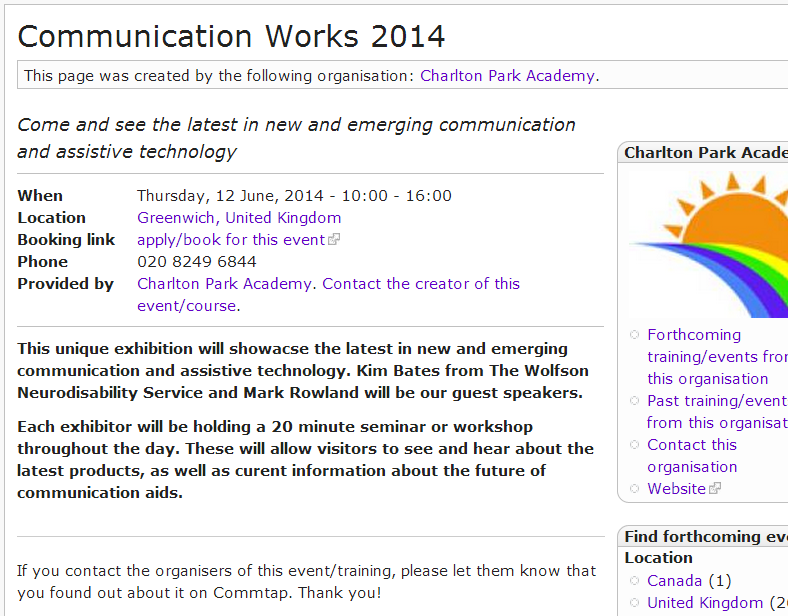 Communication Works 2014
This page was created by the following organisation: Charlton Park Academy.
Come and see the latest in new and emerging communication
and assistive technology
When Thursday, 12 June, 2014 - 10:00 - 16:00
Location Greenwich, United Kingdom
Booking link apply/book for this event
Phone 020 8249 6844
Provided by Charlton Park Academy. Contact the creator of this
event/course.
This unique exhibition will showacse the latest in new and emerging
communication and assistive technology. Kim Bates from The Wolfson
Neurodisability Service and Mark Rowland will be our guest speakers.
Each exhibitor will be holding a 20 minute seminar or workshop
throughout the day. These will allow visitors to see and hear about the
latest products, as well as curent information about the future of
communication aids.
If you contact the organisers of this event/training, please let them know that
you found out about it on Commtap. Thank you!
Charlton Park Acade
Forthcoming
training/events fro
this organisation
Past training/event
from this organisat
Contact this
organisation
Website
Find forthcoming eve
Location
Canada (1)
United Kingdom (2